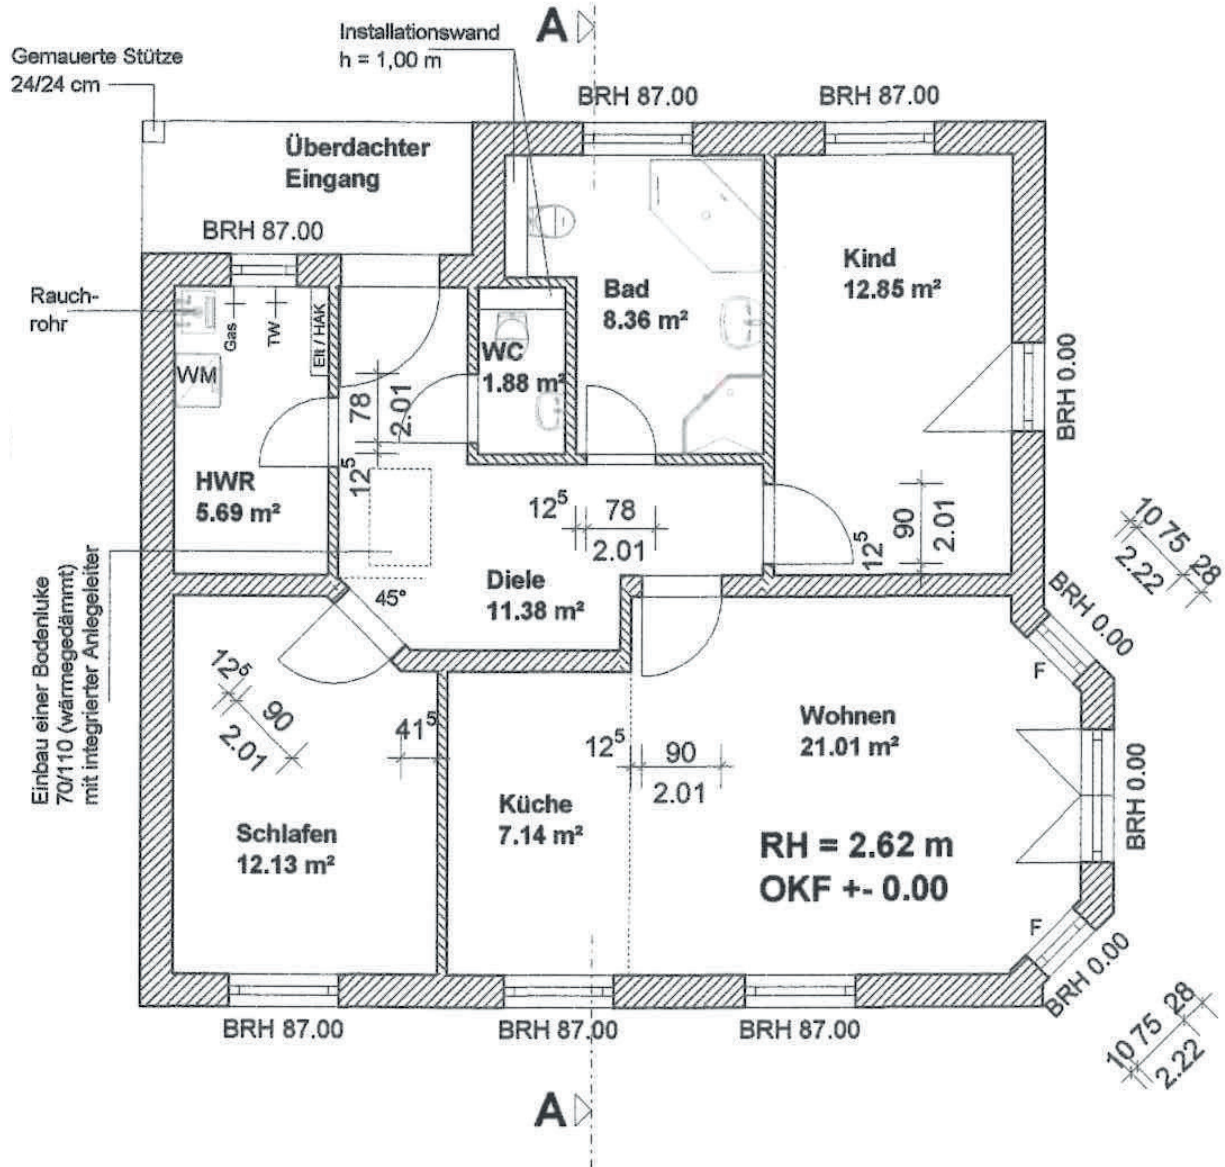 A
Installationswand
h = 1,00 m
Gemauerte Stütze
24/24 cm
BRH 87.00
BRH 87.00
Überdachter
Eingang
BRH 87.00
Rauch-
rohr
Gas
TW
Elt / HAK
WM
HWR
5.69 m²
WC
1.88 m²
Bad
8.36 m²
Kind
12.85 m²
BRH 0.00
78
2.01
12⁵
12⁵
78
2.01
90
2.01
12⁵
Diele
11.38 m²
45°
Einbau einer Bodenluke
70/110 (wärmegedämmt)
mit integrierter Anlegeleiter
10 75 28
2.22
BRH 0.00
F
12⁵
90
2.01
41⁵
Schlafen
12.13 m²
Küche
7.14 m²
12⁵
90
2.01
Wohnen
21.01 m²
BRH 0.00
RH = 2.62 m
OKF +- 0.00
F
BRH 0.00
10 75 28
2.22
BRH 87.00
BRH 87.00
BRH 87.00
A